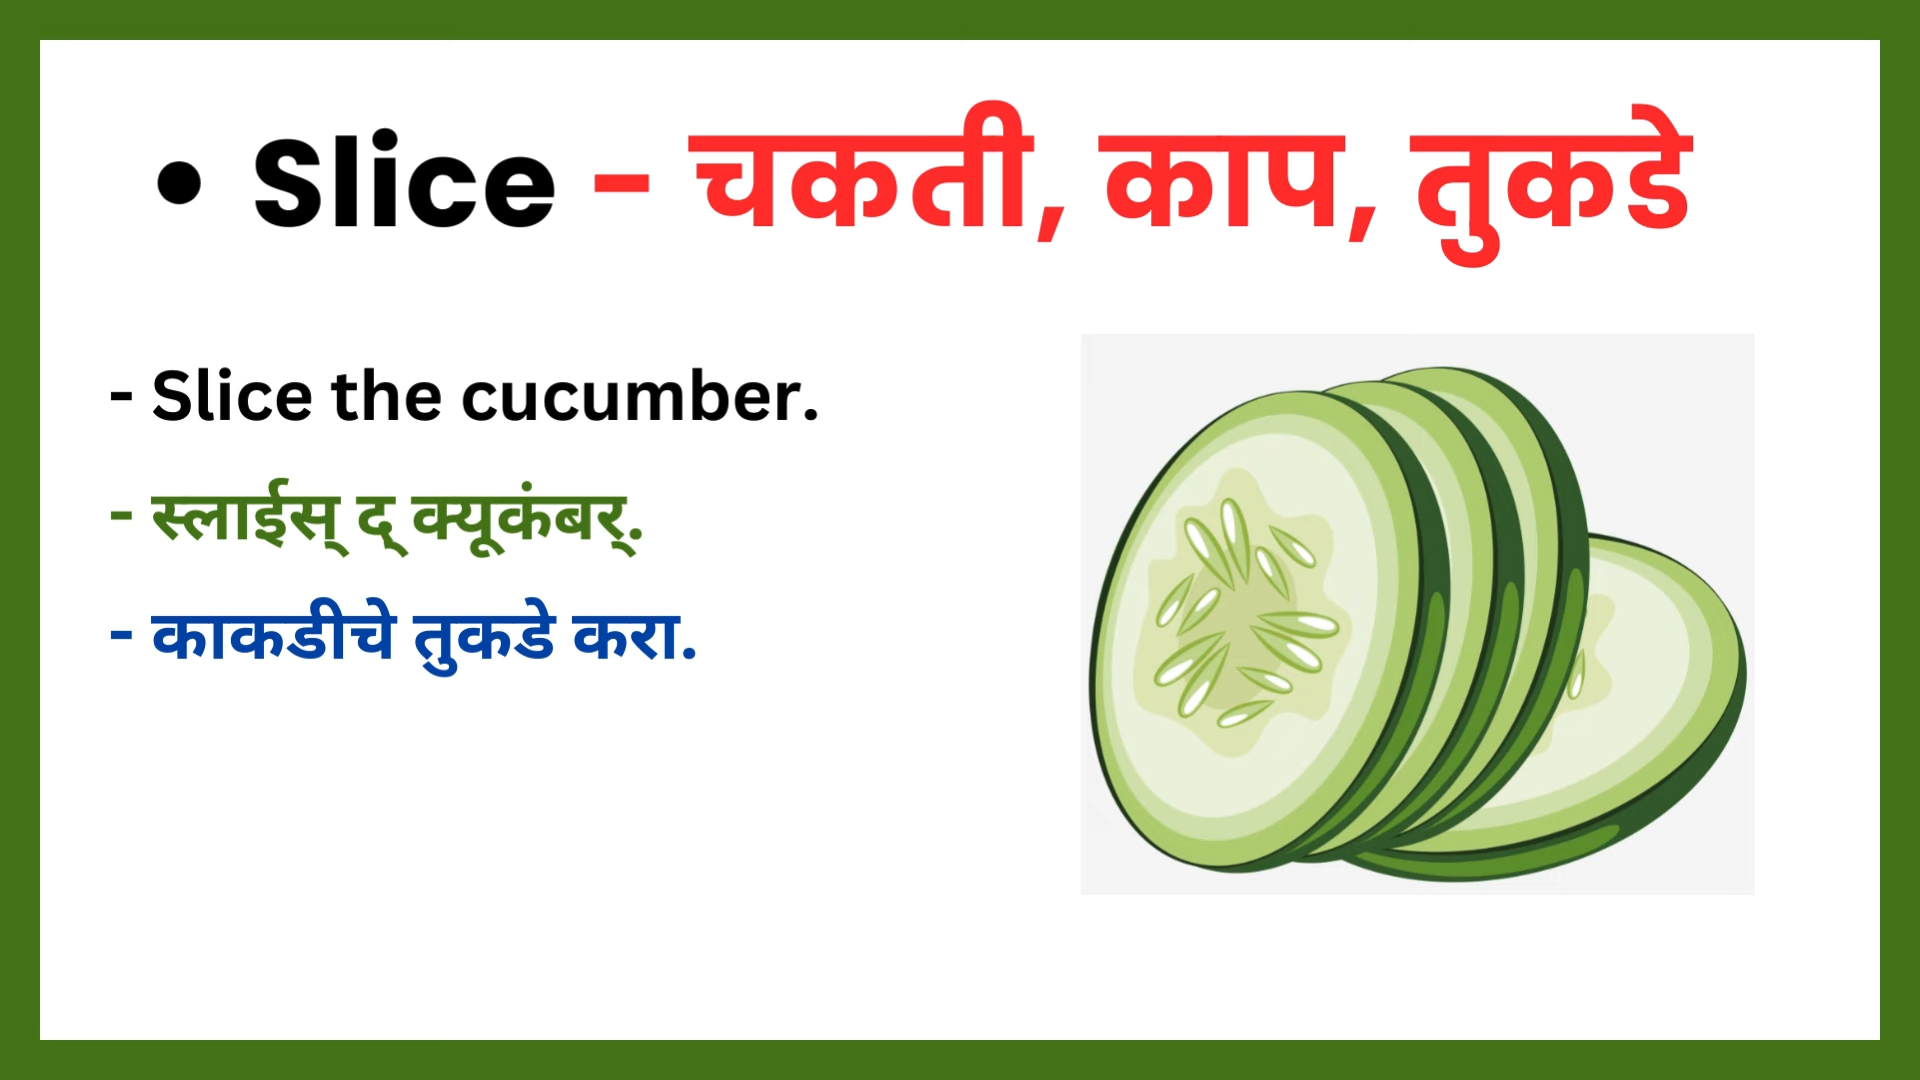 • Slice - चकती, काप, तुकडे
- Slice the cucumber.
- स्लाईस् द् क्यूकंबर्.
- काकडीचे तुकडे करा.